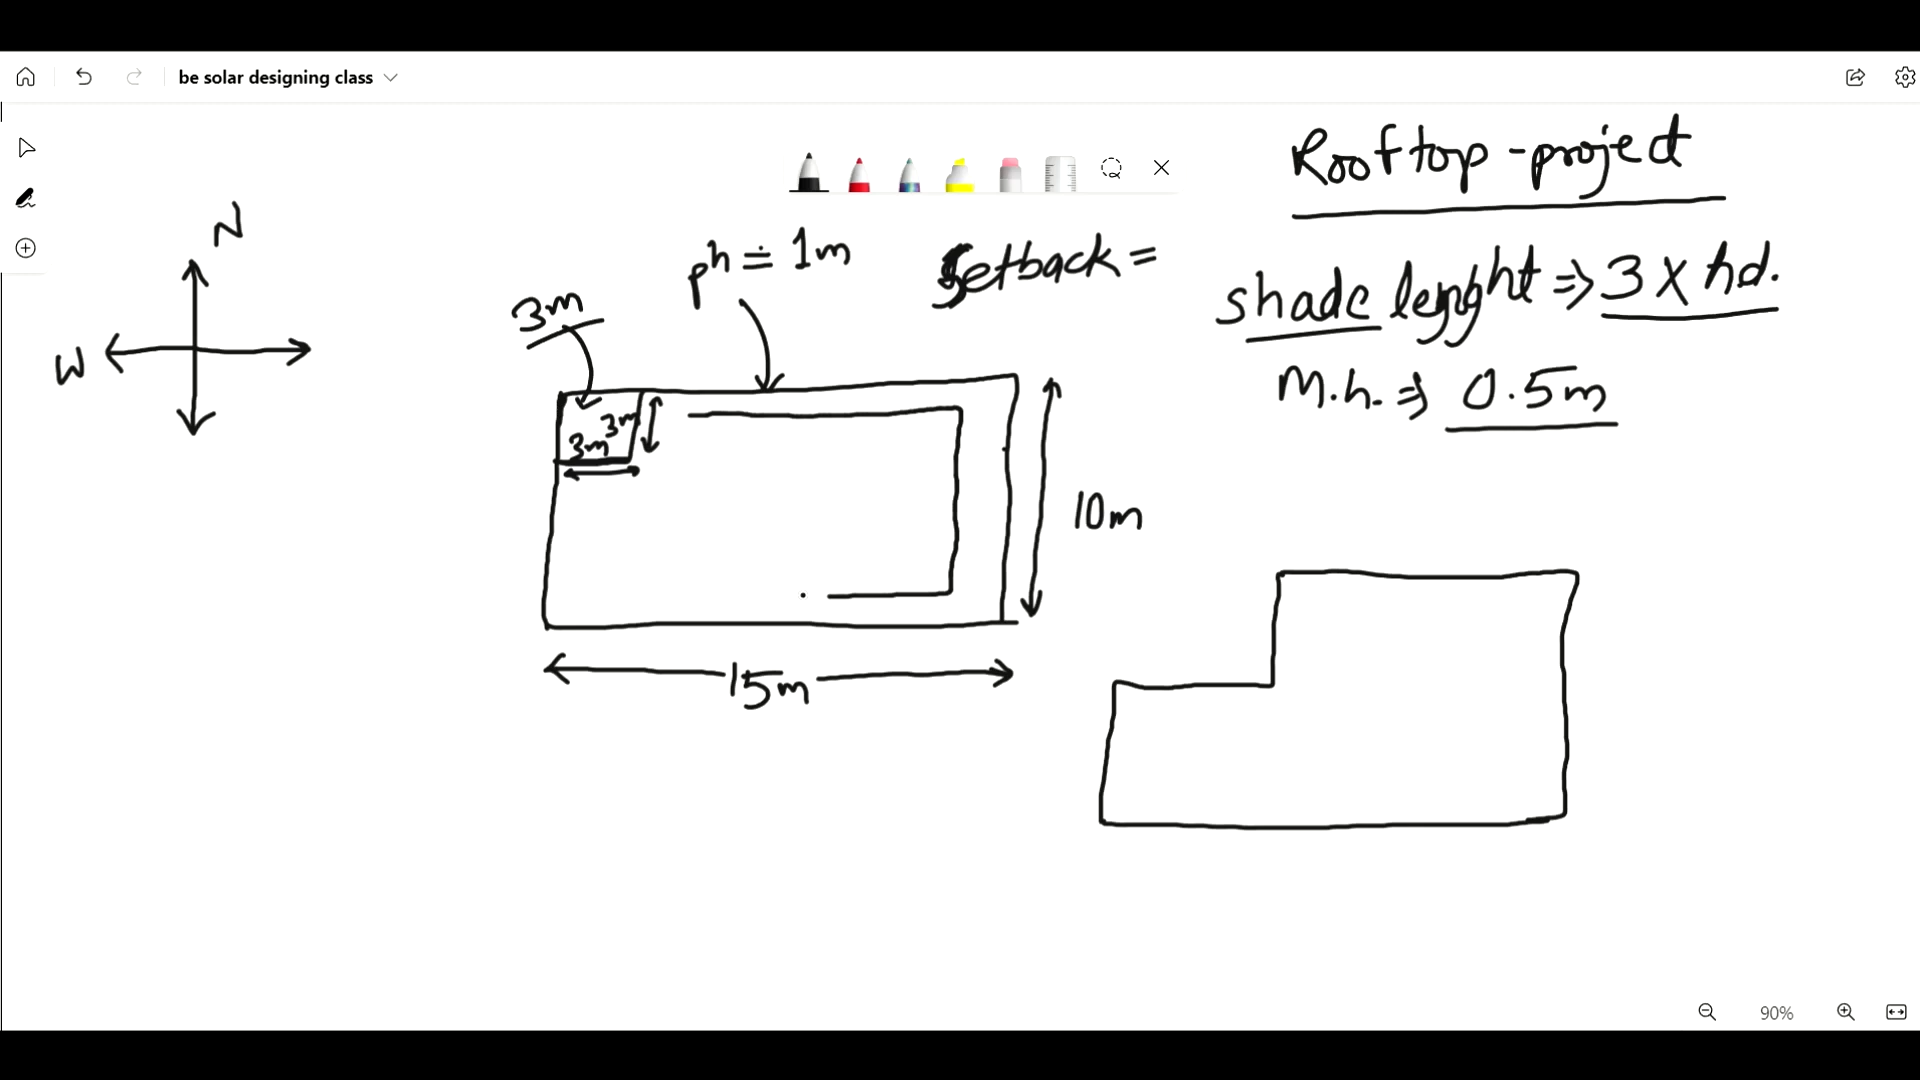 be solar designing class
Rooftop-project
N
ph = 1m
Setback =
shade lenght ⇒ 3 x hd.
3m
W
M.h. ⇒ 0.5m
3m
3m
10m
15m
90%